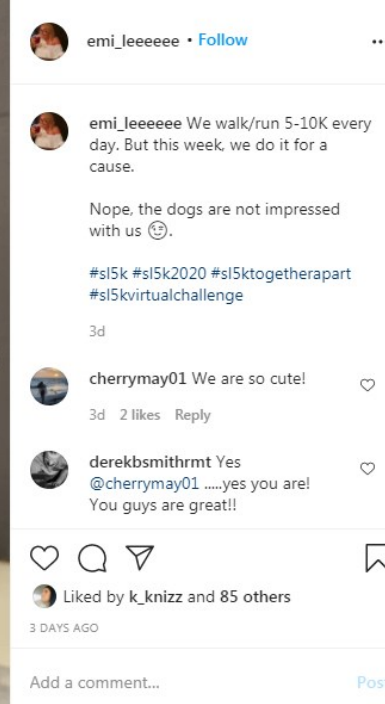 emi_leeeeee • Follow
emi_leeeeee We walk/run 5-10K every
day. But this week, we do it for a
cause.
Nope, the dogs are not impressed
with us 😉.
#sl5k #sl5k2020 #sl5ktogetherapart
#sl5kvirtualchallenge
3d
cherrymay01 We are so cute!
3d 2 likes Reply
derekbsmithrmt Yes
@cherrymay01 .....yes you are!
You guys are great!!
Liked by k_knizz and 85 others
3 DAYS AGO
Add a comment... Pos